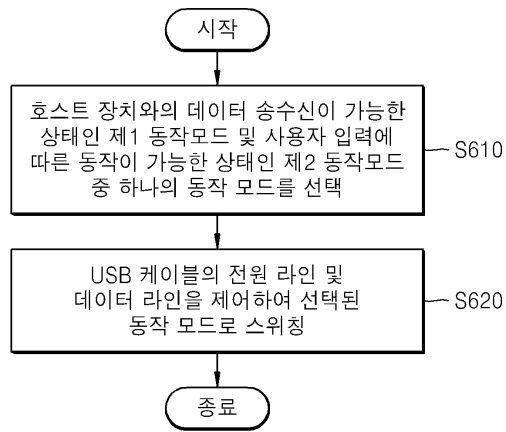 시작
호스트 장치와의 데이터 송수신이 가능한
상태인 제1 동작모드 및 사용자 입력에
따른 동작이 가능한 상태인 제2 동작모드
중 하나의 동작 모드를 선택
S610
USB 케이블의 전원 라인 및
데이터 라인을 제어하여 선택된
동작 모드로 스위칭
S620
종료